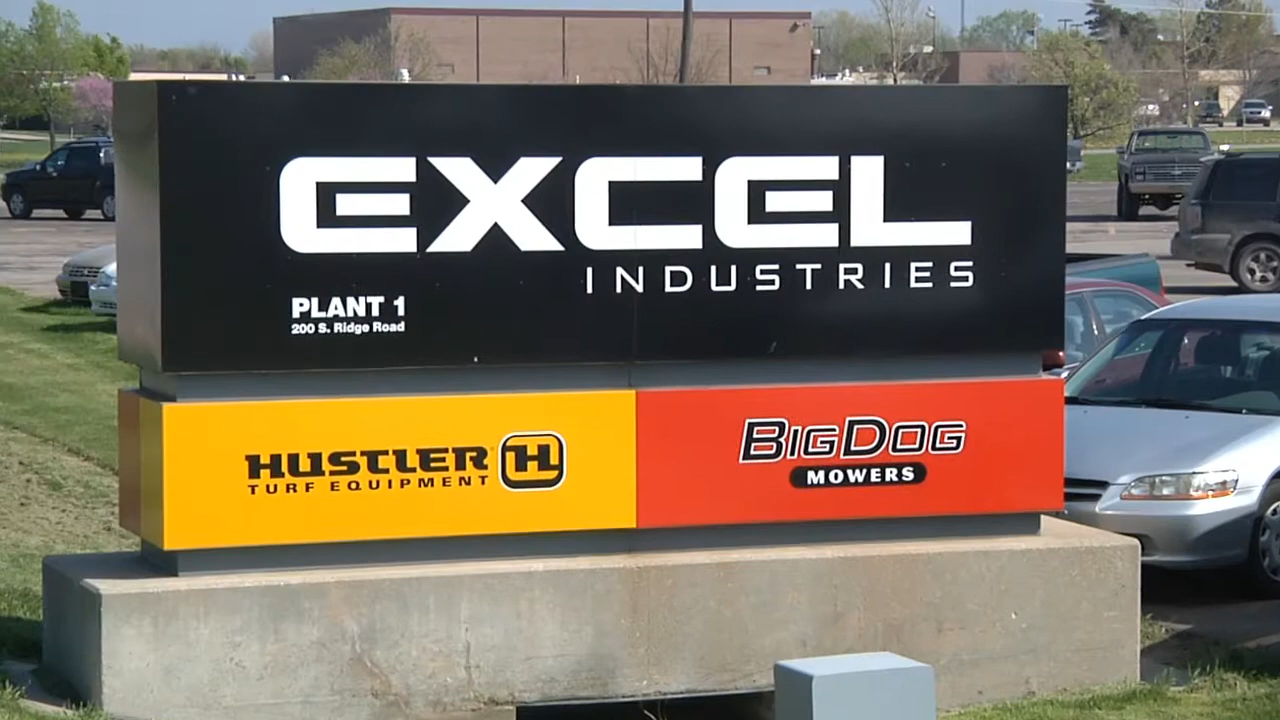 EXCEL
INDUSTRIES
PLANT 1
200 S. Ridge Road
HUSTLER H
TURF EQUIPMENT
BIGDOG
MOWERS